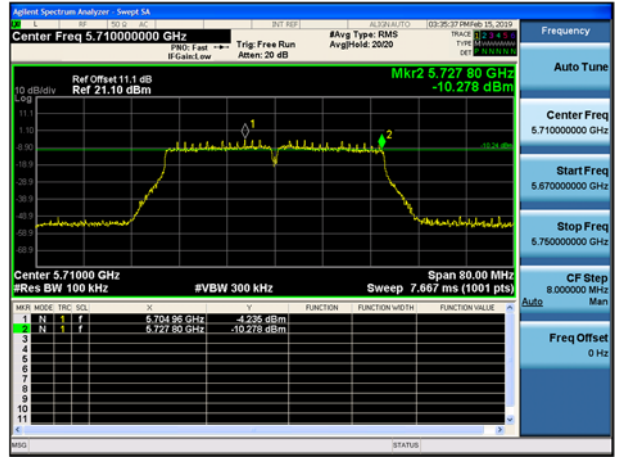 Agilent Spectrum Analyzer - Swept SA
L RF 50 Ω AC INT REF ALIGNAUTO 03:35:37 PM Feb 15, 2019
Center Freq 5.710000000 GHz
PNO: Fast
IFGain:Low
Trig: Free Run
Atten: 20 dB
#Avg Type: RMS
Avg|Hold: 20/20
TRACE 1 2 3 4 5 6
TYPE M
DET P N N N N N
Frequency
Auto Tune
Center Freq
5.710000000 GHz
Start Freq
5.670000000 GHz
Stop Freq
5.750000000 GHz
CF Step
8.000000 MHz
Auto Man
Freq Offset
0 Hz
Ref Offset 11.1 dB
10 dB/div Ref 21.10 dBm
Mkr2 5.727 80 GHz
-10.278 dBm
Log
11.1
1.10
-8.90
-18.9
-28.9
-38.9
-48.9
-58.9
-68.9
1
2
-10.24 dBm
Center 5.71000 GHz Span 80.00 MHz
#Res BW 100 kHz #VBW 300 kHz Sweep 7.667 ms (1001 pts)
MKR MODE TRC SCL X Y FUNCTION FUNCTION WIDTH FUNCTION VALUE
1 N 1 f 5.704 96 GHz -4.235 dBm
2 N 1 f 5.727 80 GHz -10.278 dBm
3
4
5
6
7
8
9
10
11
MSG STATUS